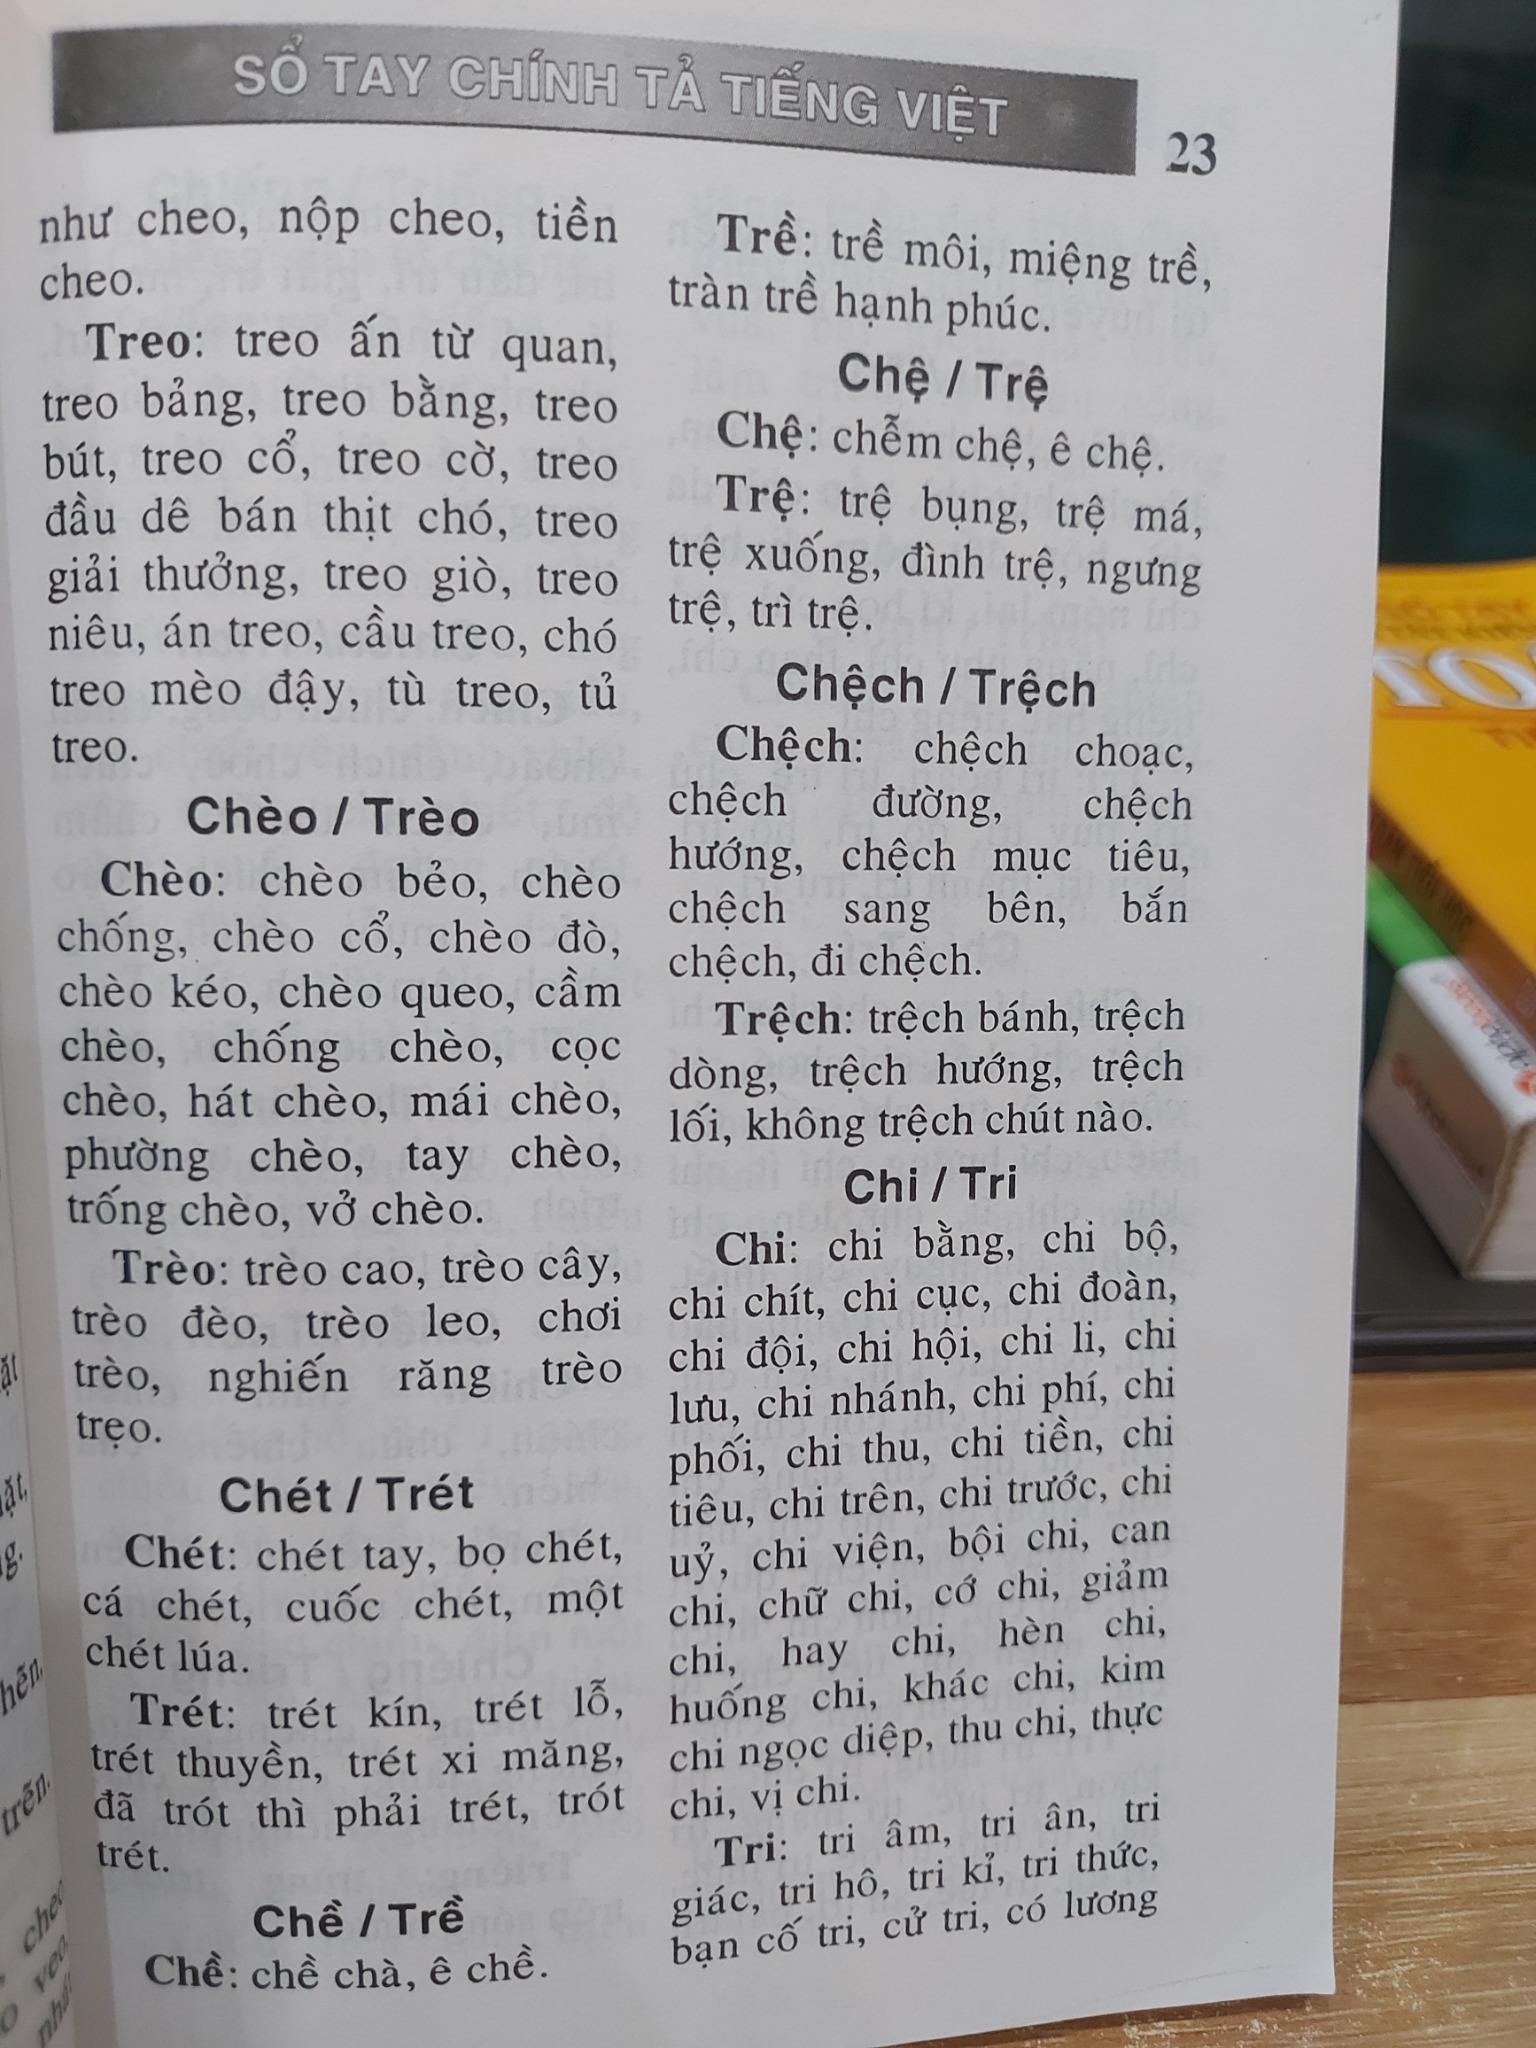 SỔ TAY CHÍNH TẢ TIẾNG VIỆT
23
như cheo, nộp cheo, tiền
cheo.
Treo: treo ấn từ quan,
treo bảng, treo bằng, treo
bút, treo cổ, treo cờ, treo
đầu dê bán thịt chó, treo
giải thưởng, treo giò, treo
niêu, án treo, cầu treo, chó
treo mèo đậy, tù treo, tủ
treo.
Chèo / Trèo
Chèo: chèo bẻo, chèo
chống, chèo cổ, chèo đò,
chèo kéo, chèo queo, cầm
chèo, chống chèo, cọc
chèo, hát chèo, mái chèo,
phường chèo, tay chèo,
trống chèo, vở chèo.
Trèo: trèo cao, trèo cây,
trèo đèo, trèo leo, chơi
trèo, nghiến răng trèo
trẹo.
Chét / Trét
Chét: chét tay, bọ chét,
cá chét, cuốc chét, một
chét lúa.
Trét: trét kín, trét lỗ,
trét thuyền, trét xi măng,
đã trót thì phải trét, trót
trét.
Chề / Trề
Chề: chề chà, ê chề.
Trề: trề môi, miệng trề,
tràn trề hạnh phúc.
Chệ / Trệ
Chệ: chễm chệ, ê chệ.
Trệ: trệ bụng, trệ má,
trệ xuống, đình trệ, ngưng
trệ, trì trệ.
Chệch / Trệch
Chệch: chệch choạc,
chệch đường, chệch
hướng, chệch mục tiêu,
chệch sang bên, bắn
chệch, đi chệch.
Trệch: trệch bánh, trệch
dòng, trệch hướng, trệch
lối, không trệch chút nào.
Chi / Tri
Chi: chi bằng, chi bộ,
chi chít, chi cục, chi đoàn,
chi đội, chi hội, chi li, chi
lưu, chi nhánh, chi phí, chi
phối, chi thu, chi tiền, chi
tiêu, chi trên, chi trước, chi
uỷ, chi viện, bội chi, can
chi, chữ chi, cớ chi, giảm
chi, hay chi, hèn chi,
huống chi, khác chi, kim
chi ngọc diệp, thu chi, thực
chi, vị chi.
Tri: tri âm, tri ân, tri
giác, tri hô, tri kỉ, tri thức,
bạn cố tri, cử tri, có lương